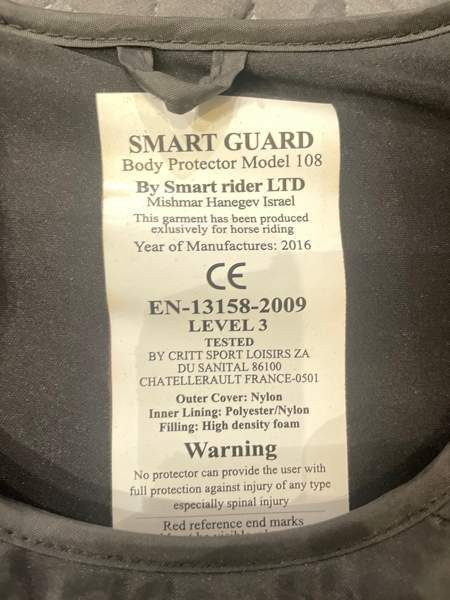 SMART GUARD
Body Protector Model 108
By Smart rider LTD
Mishmar Hanegev Israel
This garment has been produced
exlusively for horse riding
Year of Manufactures: 2016
CE
EN-13158-2009
LEVEL 3
TESTED
BY CRITT SPORT LOISIRS ZA
DU SANITAL 86100
CHATELLERAULT FRANCE-0501
Outer Cover: Nylon
Inner Lining: Polyester/Nylon
Filling: High density foam
Warning
No protector can provide the user with
full protection against injury of any type
especially spinal injury
Red reference end marks